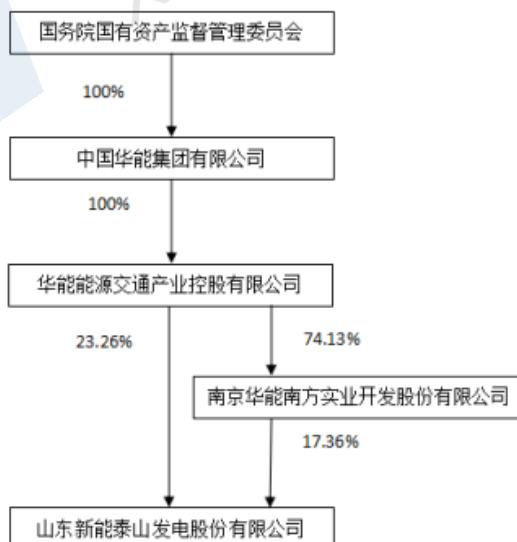 国务院国有资产监督管理委员会
100%
中国华能集团有限公司
100%
华能能源交通产业控股有限公司
23.26%
74.13%
南京华能南方实业开发股份有限公司
17.36%
山东新能泰山发电股份有限公司